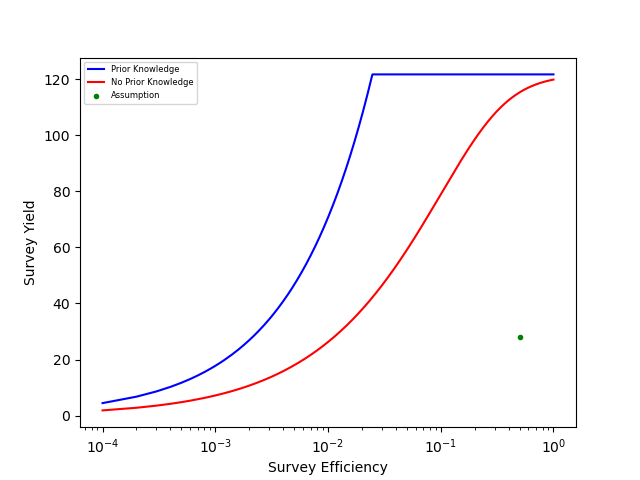 Prior Knowledge
No Prior Knowledge
Assumption
Survey Yield
120
100
80
60
40
20
0
10⁻⁴ 10⁻³ 10⁻² 10⁻¹ 10⁰
Survey Efficiency